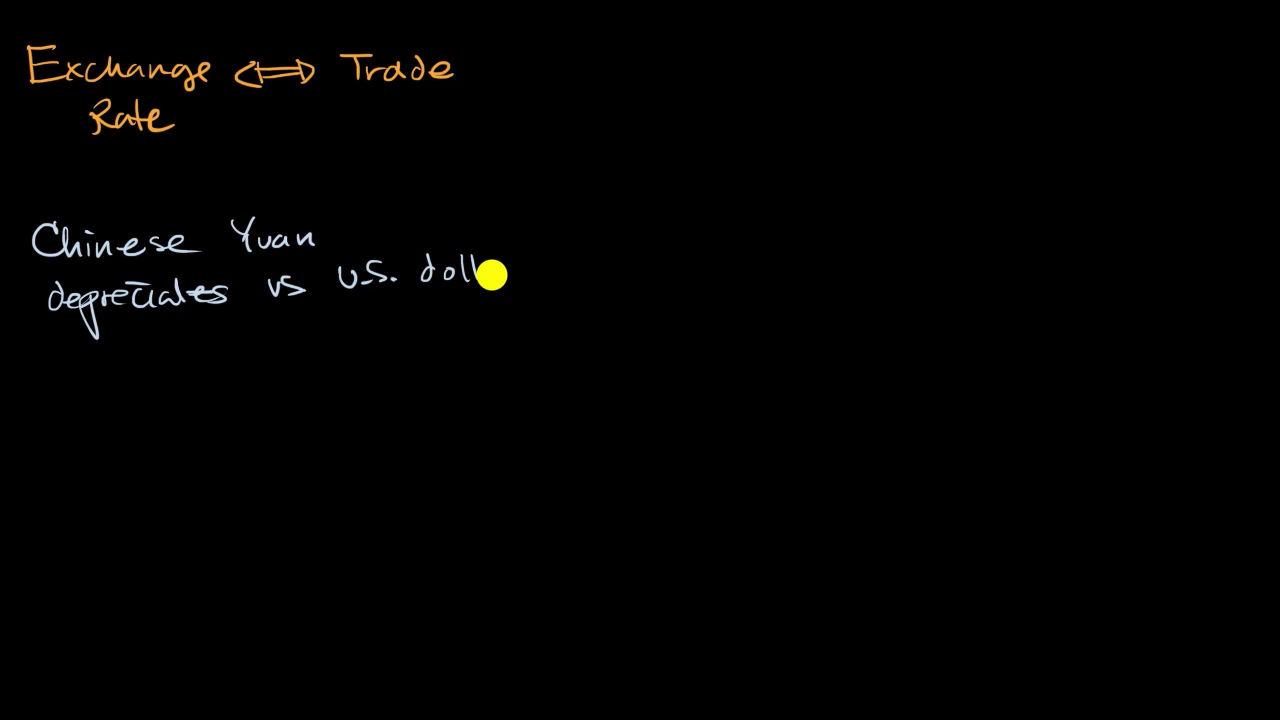 Exchange ⟺ Trade
Rate
Chinese Yuan
depreciates vs U.S. doll